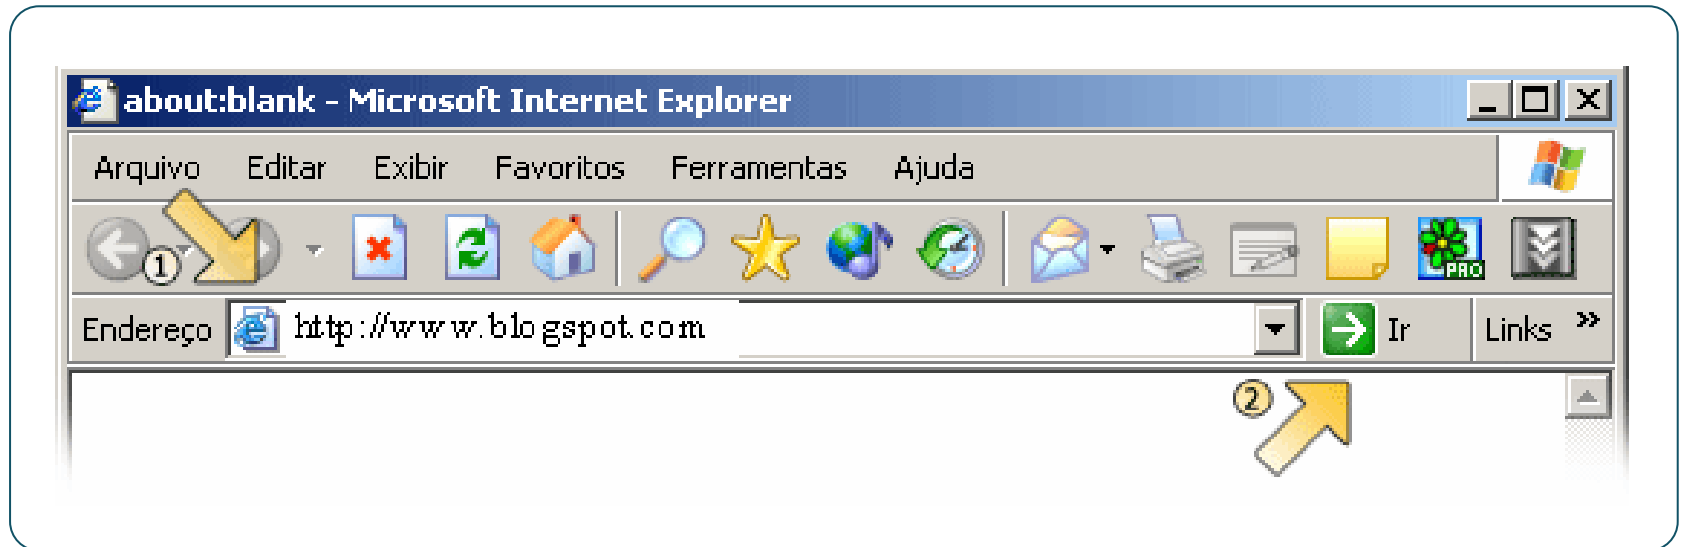 about:blank - Microsoft Internet Explorer
Arquivo Editar Exibir Favoritos Ferramentas Ajuda
1
PRO
Endereço http://www.blogspot.com Ir Links »
2